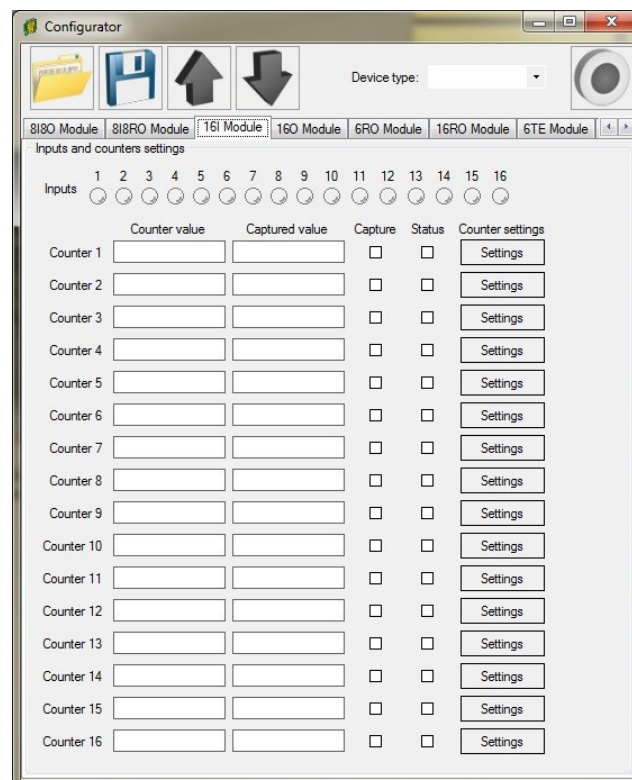 Configurator
Device type:
8I8O Module 8I8RO Module 16I Module 16O Module 6RO Module 16RO Module 6TE Module
Inputs and counters settings
1 2 3 4 5 6 7 8 9 10 11 12 13 14 15 16
Inputs
Counter value Captured value Capture Status Counter settings
Counter 1 Settings
Counter 2 Settings
Counter 3 Settings
Counter 4 Settings
Counter 5 Settings
Counter 6 Settings
Counter 7 Settings
Counter 8 Settings
Counter 9 Settings
Counter 10 Settings
Counter 11 Settings
Counter 12 Settings
Counter 13 Settings
Counter 14 Settings
Counter 15 Settings
Counter 16 Settings